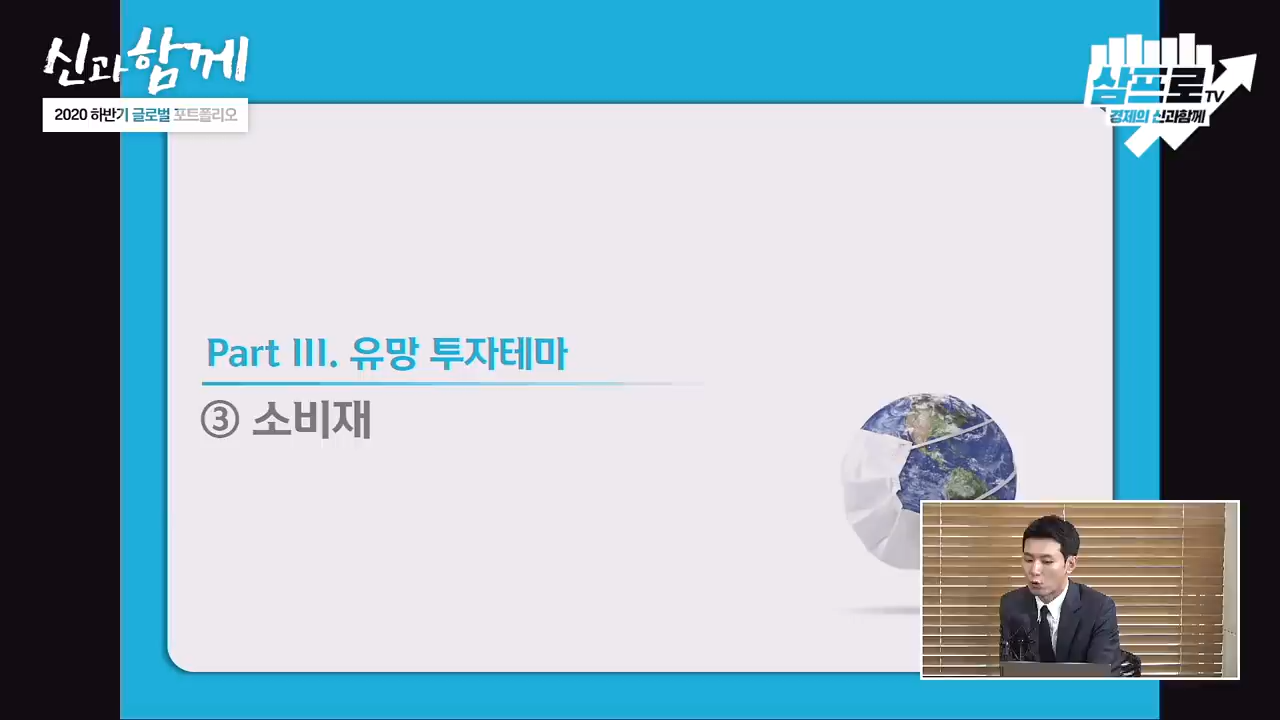 신과함께
2020 하반기 글로벌 포트폴리오
삼프로TV
경제의 신과함께
Part III. 유망 투자테마
③ 소비재